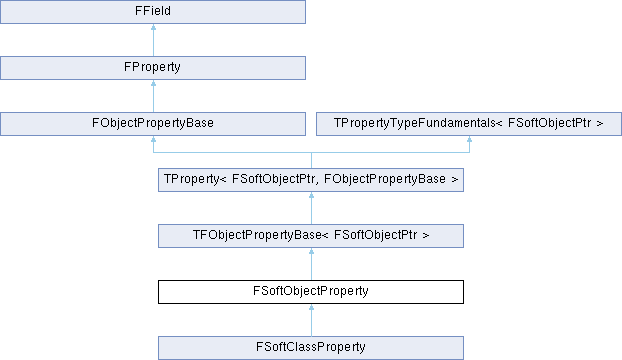 FField
FProperty
FObjectPropertyBase
TPropertyTypeFundamentals< FSoftObjectPtr >
TProperty< FSoftObjectPtr, FObjectPropertyBase >
TFObjectPropertyBase< FSoftObjectPtr >
FSoftObjectProperty
FSoftClassProperty